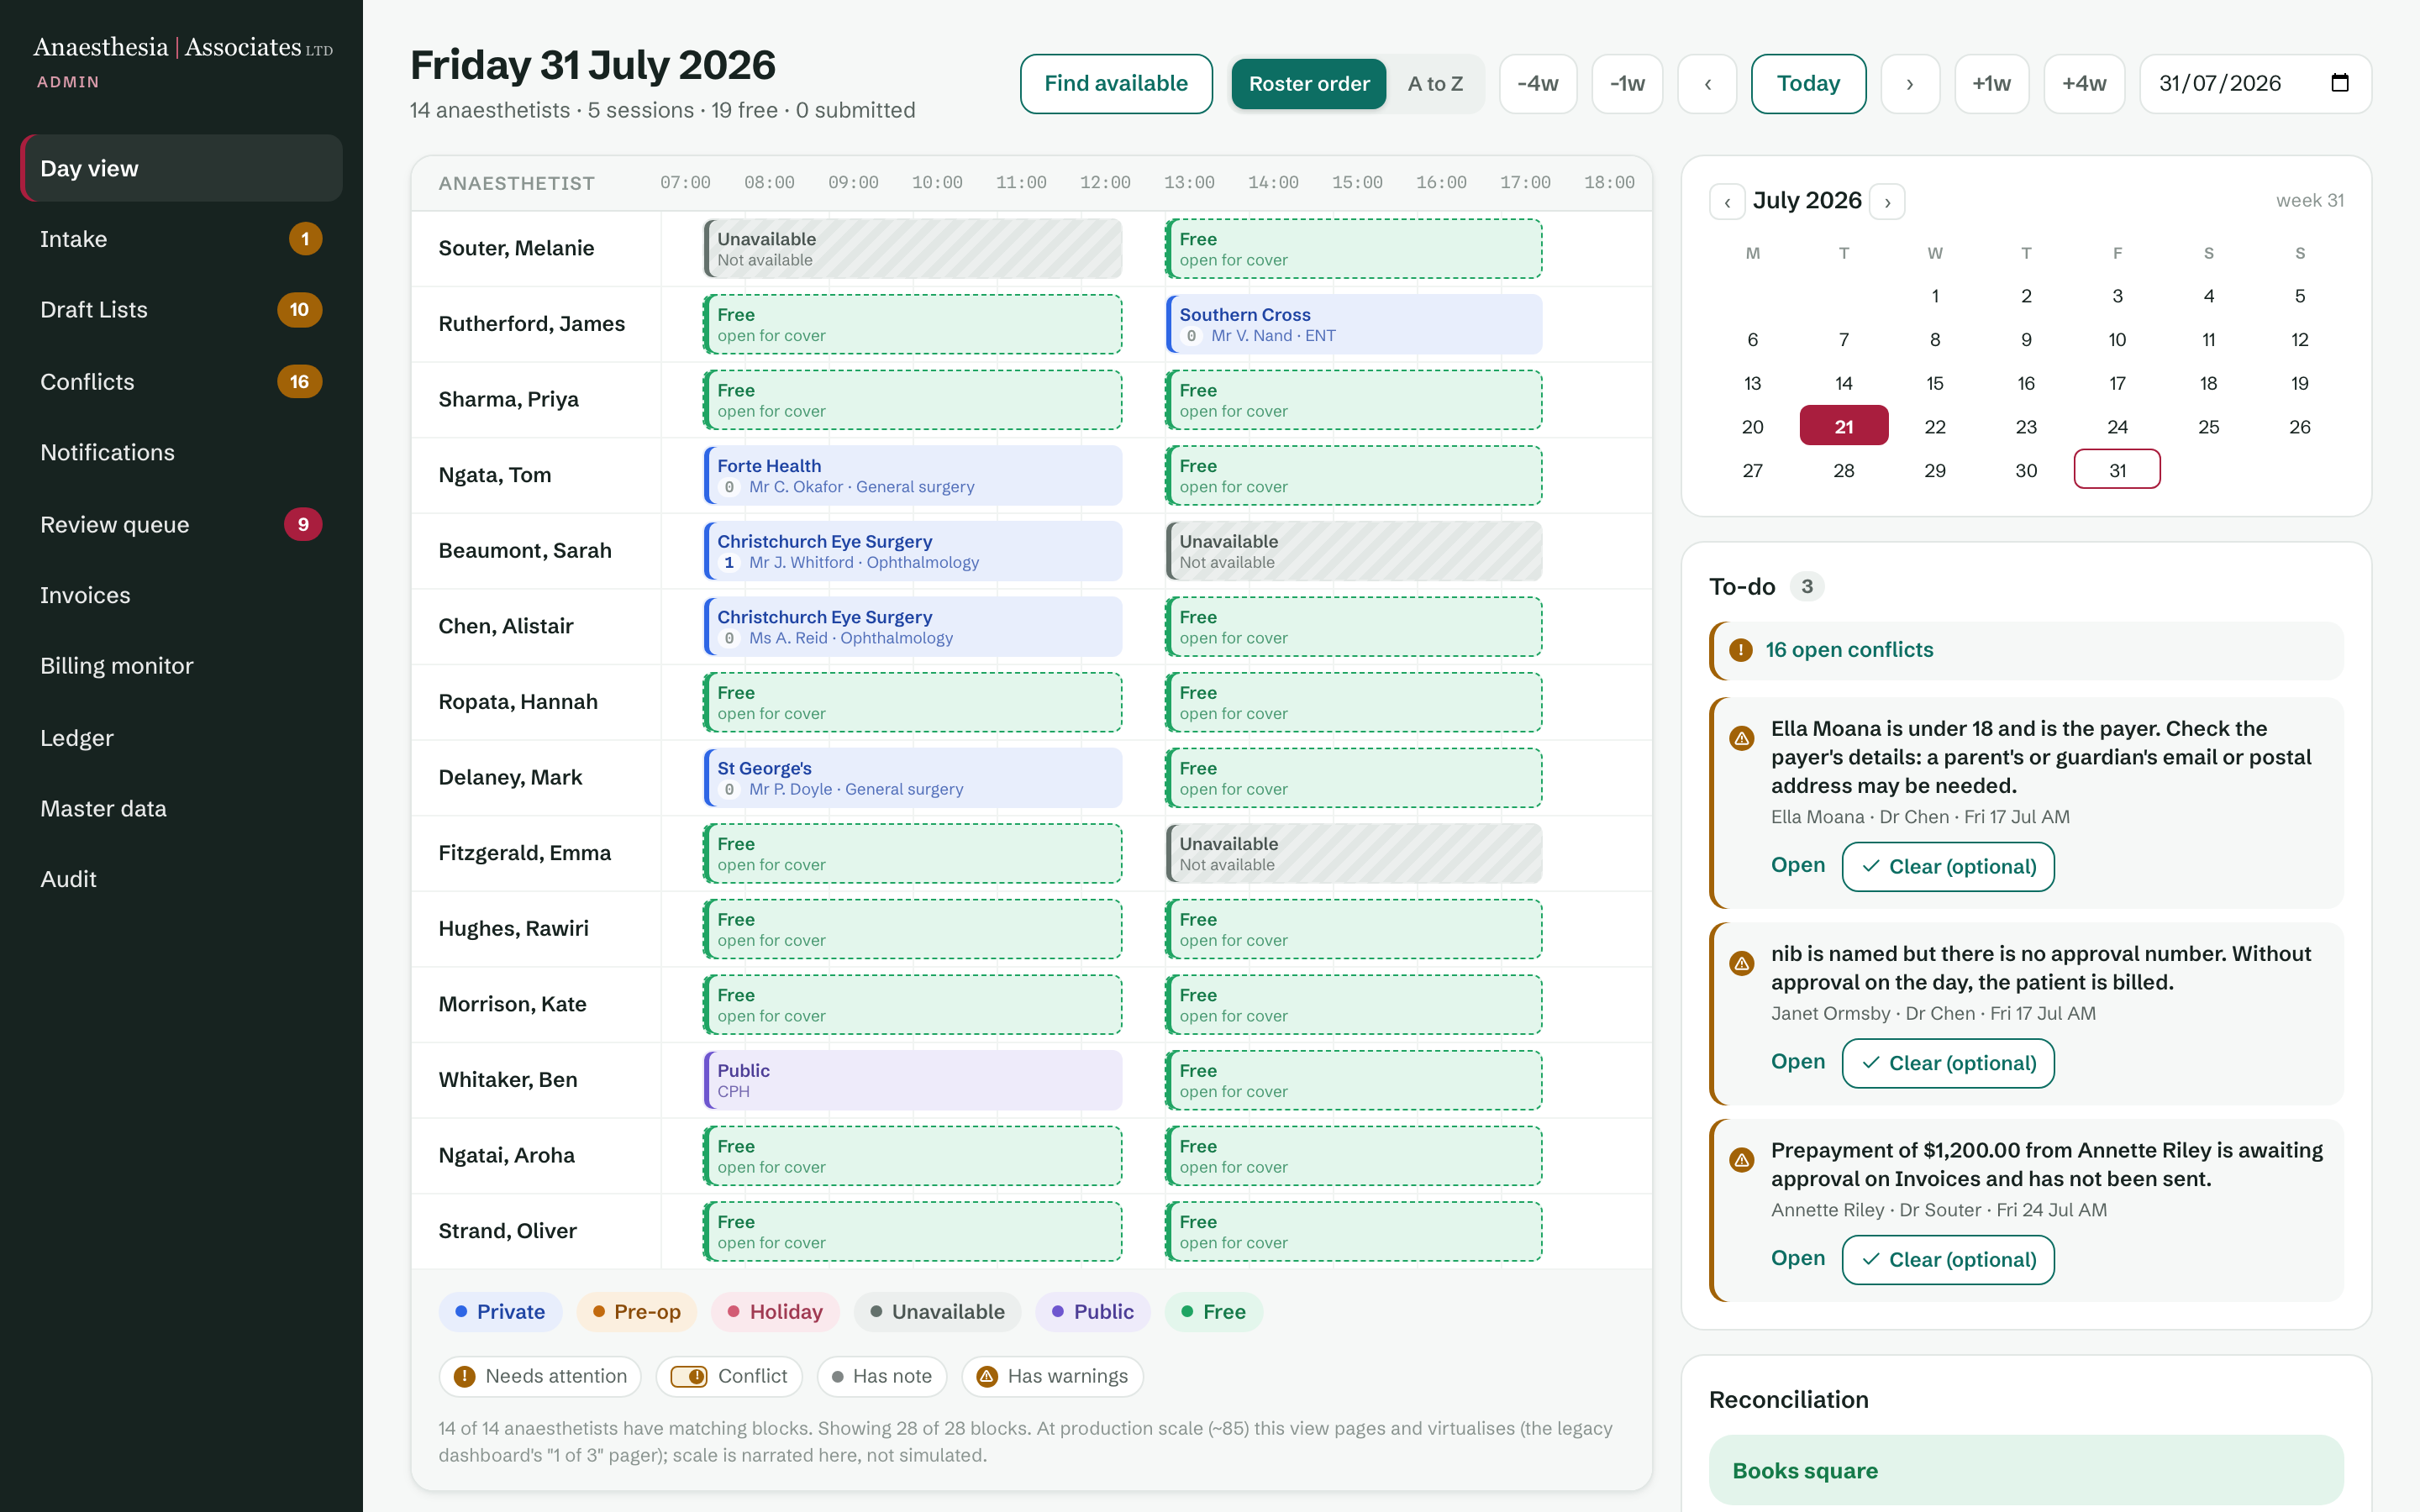 Anaesthesia | Associates LTD
ADMIN
Day view
Intake 1
Draft Lists 10
Conflicts 16
Notifications
Review queue 9
Invoices
Billing monitor
Ledger
Master data
Audit
Friday 31 July 2026
14 anaesthetists · 5 sessions · 19 free · 0 submitted
Find available Roster order A to Z -4w -1w ‹ Today › +1w +4w 31/07/2026
ANAESTHETIST 07:00 08:00 09:00 10:00 11:00 12:00 13:00 14:00 15:00 16:00 17:00 18:00
Souter, Melanie
Unavailable
Not available
Free
open for cover
Rutherford, James
Free
open for cover
Southern Cross
0 Mr V. Nand · ENT
Sharma, Priya
Free
open for cover
Free
open for cover
Ngata, Tom
Forte Health
0 Mr C. Okafor · General surgery
Free
open for cover
Beaumont, Sarah
Christchurch Eye Surgery
1 Mr J. Whitford · Ophthalmology
Unavailable
Not available
Chen, Alistair
Christchurch Eye Surgery
0 Ms A. Reid · Ophthalmology
Free
open for cover
Ropata, Hannah
Free
open for cover
Free
open for cover
Delaney, Mark
St George's
0 Mr P. Doyle · General surgery
Free
open for cover
Fitzgerald, Emma
Free
open for cover
Unavailable
Not available
Hughes, Rawiri
Free
open for cover
Free
open for cover
Morrison, Kate
Free
open for cover
Free
open for cover
Whitaker, Ben
Public
CPH
Free
open for cover
Ngatai, Aroha
Free
open for cover
Free
open for cover
Strand, Oliver
Free
open for cover
Free
open for cover
Private Pre-op Holiday Unavailable Public Free
! Needs attention ! Conflict Has note Has warnings
14 of 14 anaesthetists have matching blocks. Showing 28 of 28 blocks. At production scale (~85) this view pages and virtualises (the legacy
dashboard's "1 of 3" pager); scale is narrated here, not simulated.
‹ July 2026 › week 31
M T W T F S S
1 2 3 4 5
6 7 8 9 10 11 12
13 14 15 16 17 18 19
20 21 22 23 24 25 26
27 28 29 30 31
To-do 3
! 16 open conflicts
Ella Moana is under 18 and is the payer. Check the
payer's details: a parent's or guardian's email or postal
address may be needed.
Ella Moana · Dr Chen · Fri 17 Jul AM
Open ✓ Clear (optional)
nib is named but there is no approval number. Without
approval on the day, the patient is billed.
Janet Ormsby · Dr Chen · Fri 17 Jul AM
Open ✓ Clear (optional)
Prepayment of $1,200.00 from Annette Riley is awaiting
approval on Invoices and has not been sent.
Annette Riley · Dr Souter · Fri 24 Jul AM
Open ✓ Clear (optional)
Reconciliation
Books square